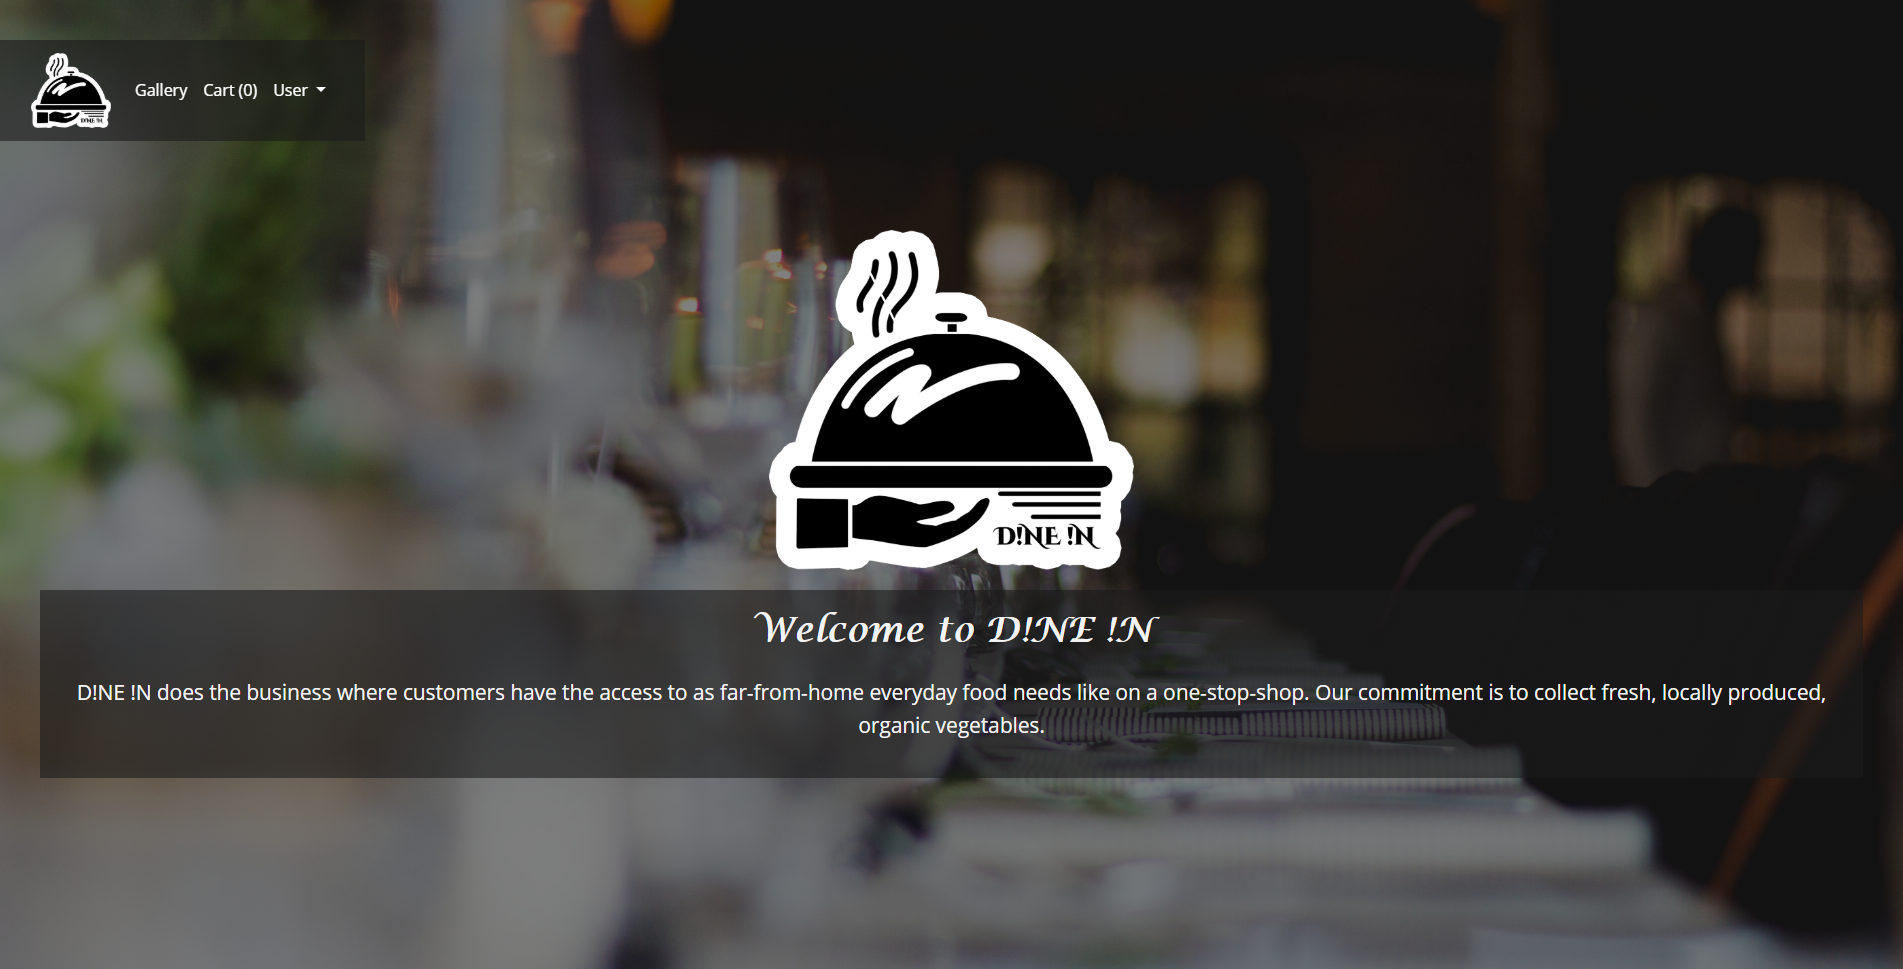 D!NE !N
Gallery Cart (0) User
D!NE !N
Welcome to D!NE !N
D!NE !N does the business where customers have the access to as far-from-home everyday food needs like on a one-stop-shop. Our commitment is to collect fresh, locally produced,
organic vegetables.